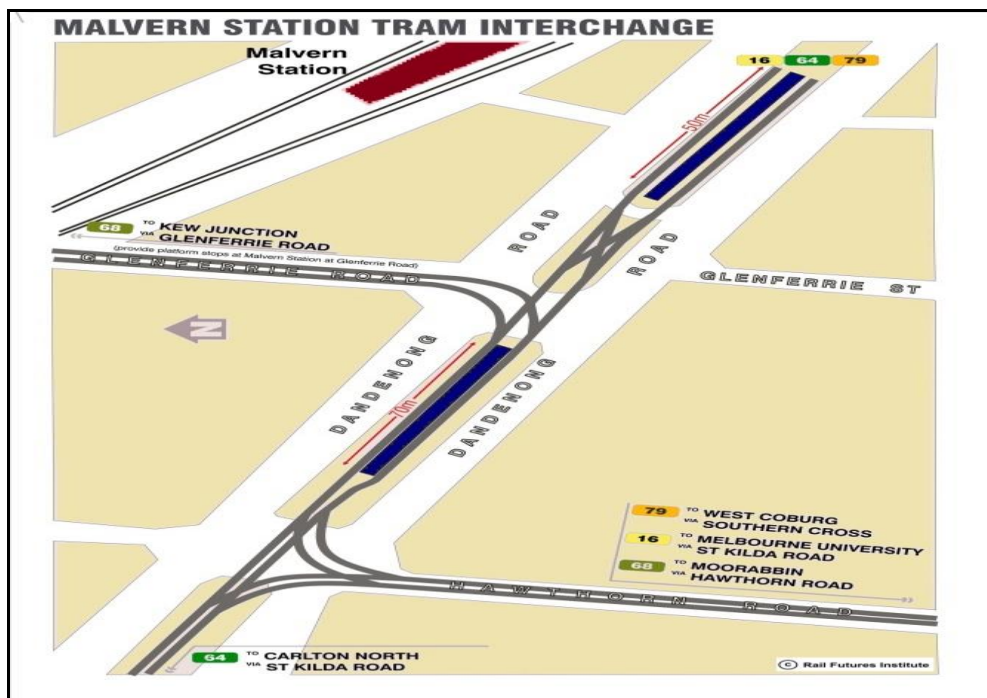 MALVERN STATION TRAM INTERCHANGE
Malvern
Station
16 64 79
50m
68 TO KEW JUNCTION
VIA GLENFERRIE ROAD
(provide platform stops at Malvern Station at Glenferrie Road)
GLENFERRIE ROAD
ROAD
ROAD
GLENFERRIE ST
N
DANDENONG
70m
DANDENONG
79 TO WEST COBURG
VIA SOUTHERN CROSS
16 TO MELBOURNE UNIVERSITY
VIA ST KILDA ROAD
68 TO MOORABBIN
VIA HAWTHORN ROAD
HAWTHORN ROAD
64 TO CARLTON NORTH
VIA ST KILDA ROAD
© Rail Futures Institute